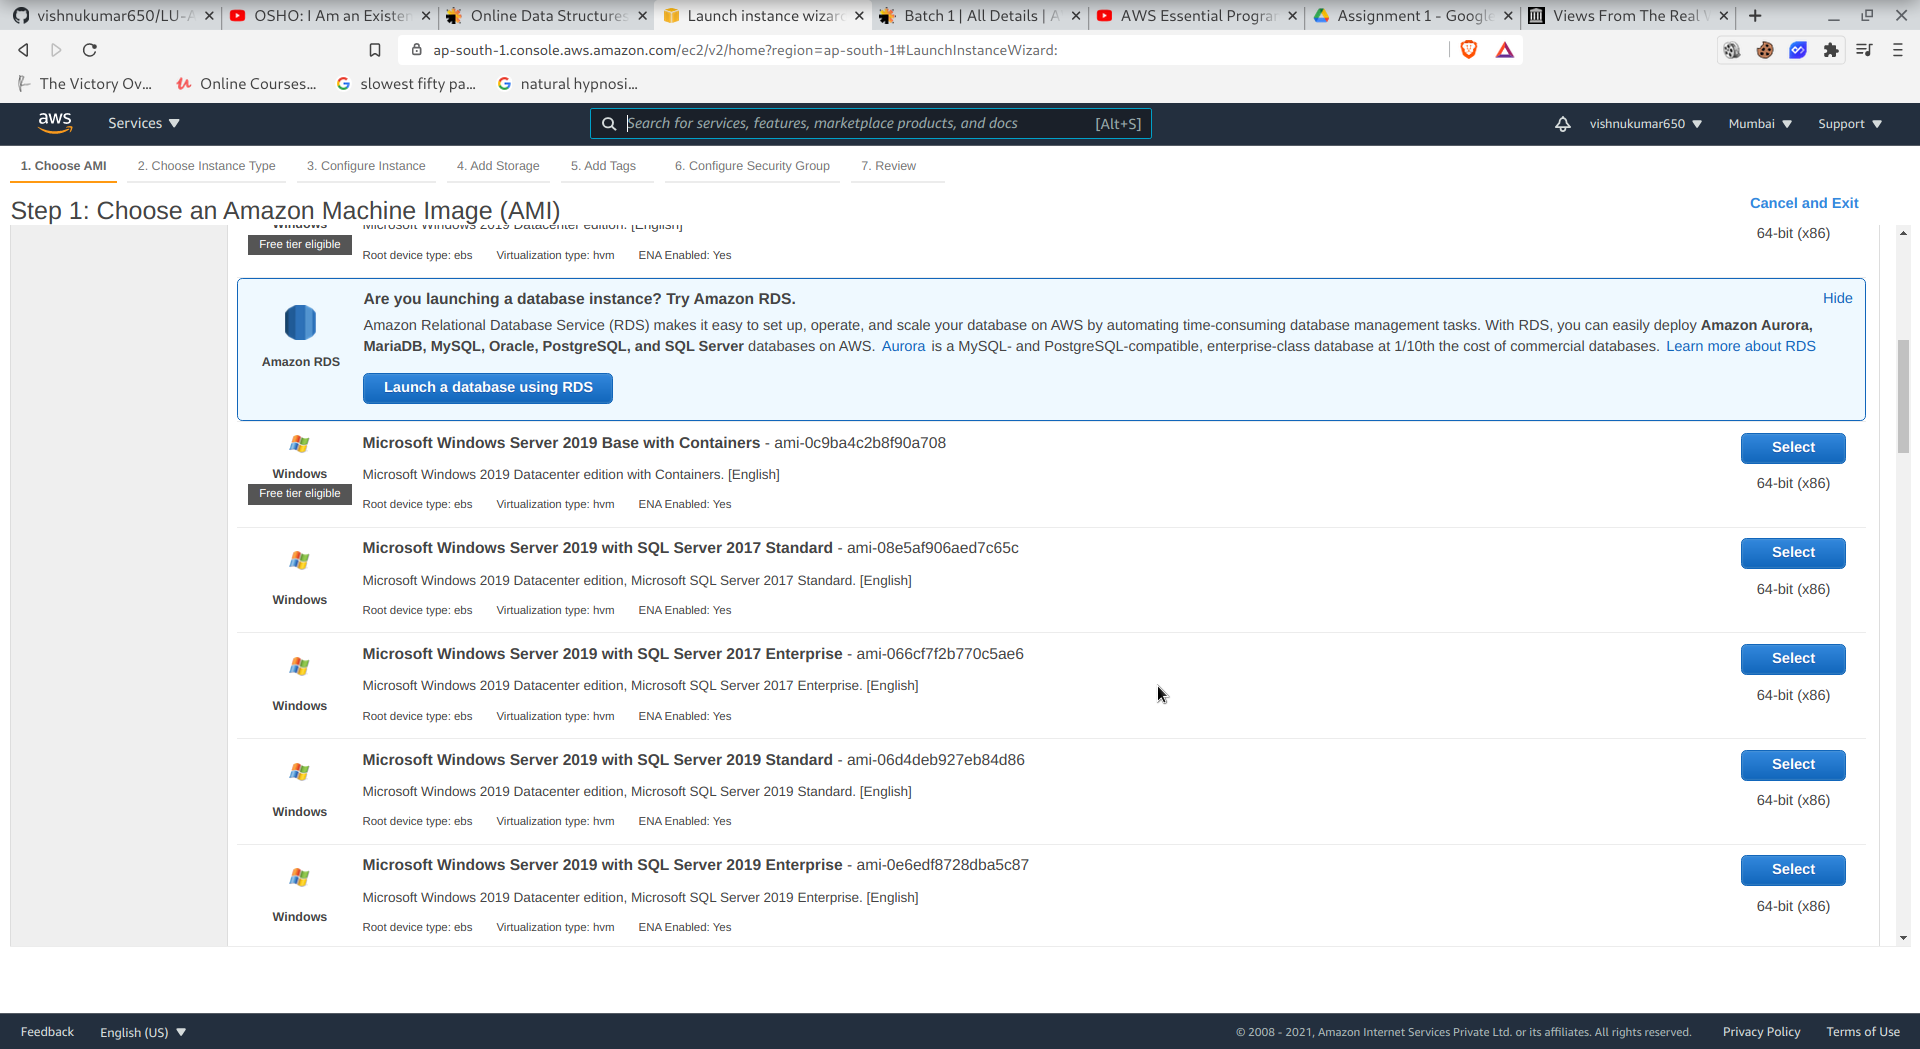 vishnukumar650/LU-A
OSHO: I Am an Existen
Online Data Structures
Launch instance wizard
Batch 1 | All Details | A
AWS Essential Progra
Assignment 1 - Google
Views From The Real W
ap-south-1.console.aws.amazon.com/ec2/v2/home?region=ap-south-1#LaunchInstanceWizard:
The Victory Ov...
Online Courses...
slowest fifty pa...
natural hypnosi...
aws
Services
Search for services, features, marketplace products, and docs
[Alt+S]
vishnukumar650
Mumbai
Support
1. Choose AMI
2. Choose Instance Type
3. Configure Instance
4. Add Storage
5. Add Tags
6. Configure Security Group
7. Review
Step 1: Choose an Amazon Machine Image (AMI)
Cancel and Exit
Windows
Microsoft Windows 2019 Datacenter edition. [English]
64-bit (x86)
Free tier eligible
Root device type: ebs Virtualization type: hvm ENA Enabled: Yes
Are you launching a database instance? Try Amazon RDS.
Hide
Amazon Relational Database Service (RDS) makes it easy to set up, operate, and scale your database on AWS by automating time-consuming database management tasks. With RDS, you can easily deploy Amazon Aurora,
MariaDB, MySQL, Oracle, PostgreSQL, and SQL Server databases on AWS. Aurora is a MySQL- and PostgreSQL-compatible, enterprise-class database at 1/10th the cost of commercial databases. Learn more about RDS
Amazon RDS
Launch a database using RDS
Microsoft Windows Server 2019 Base with Containers - ami-0c9ba4c2b8f90a708
Select
Windows
Microsoft Windows 2019 Datacenter edition with Containers. [English]
64-bit (x86)
Free tier eligible
Root device type: ebs Virtualization type: hvm ENA Enabled: Yes
Microsoft Windows Server 2019 with SQL Server 2017 Standard - ami-08e5af906aed7c65c
Select
Microsoft Windows 2019 Datacenter edition, Microsoft SQL Server 2017 Standard. [English]
64-bit (x86)
Windows
Root device type: ebs Virtualization type: hvm ENA Enabled: Yes
Microsoft Windows Server 2019 with SQL Server 2017 Enterprise - ami-066cf7f2b770c5ae6
Select
Microsoft Windows 2019 Datacenter edition, Microsoft SQL Server 2017 Enterprise. [English]
64-bit (x86)
Windows
Root device type: ebs Virtualization type: hvm ENA Enabled: Yes
Microsoft Windows Server 2019 with SQL Server 2019 Standard - ami-06d4deb927eb84d86
Select
Microsoft Windows 2019 Datacenter edition, Microsoft SQL Server 2019 Standard. [English]
64-bit (x86)
Windows
Root device type: ebs Virtualization type: hvm ENA Enabled: Yes
Microsoft Windows Server 2019 with SQL Server 2019 Enterprise - ami-0e6edf8728dba5c87
Select
Microsoft Windows 2019 Datacenter edition, Microsoft SQL Server 2019 Enterprise. [English]
64-bit (x86)
Windows
Root device type: ebs Virtualization type: hvm ENA Enabled: Yes
Feedback
English (US)
© 2008 - 2021, Amazon Internet Services Private Ltd. or its affiliates. All rights reserved.
Privacy Policy
Terms of Use